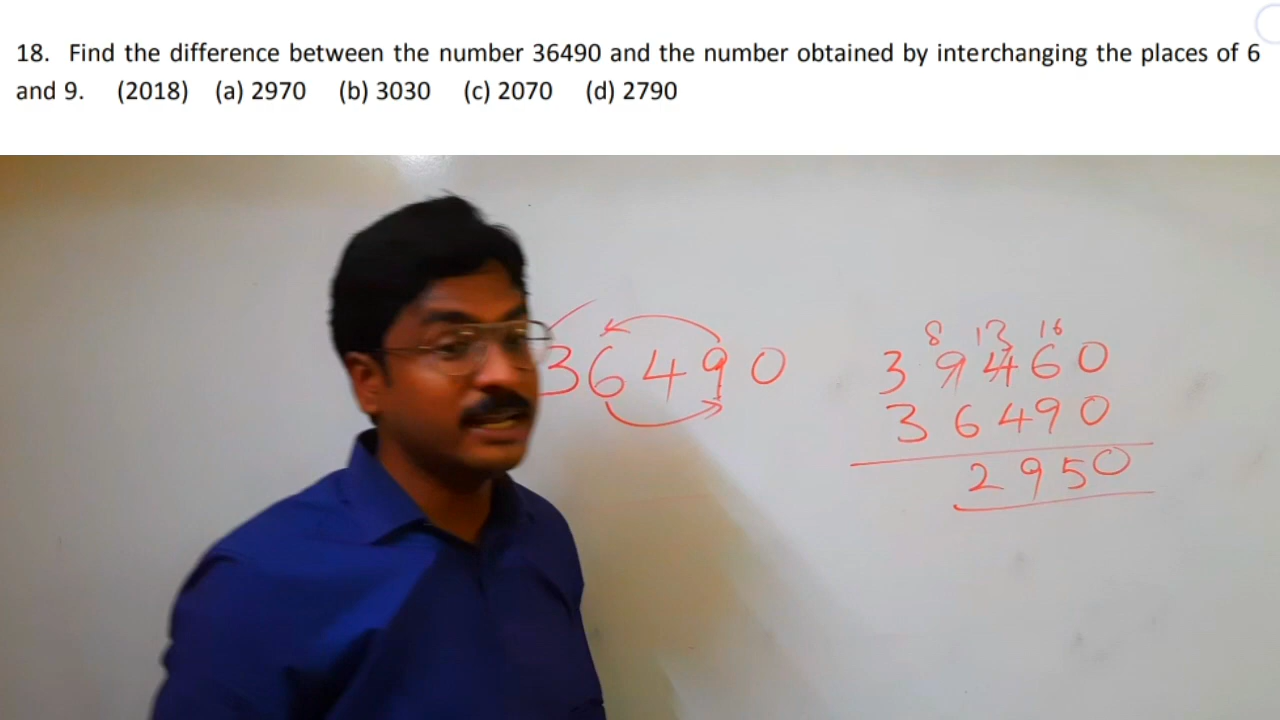 18. Find the difference between the number 36490 and the number obtained by interchanging the places of 6
and 9. (2018) (a) 2970 (b) 3030 (c) 2070 (d) 2790
36490
8 13 16
39460
36490
2950